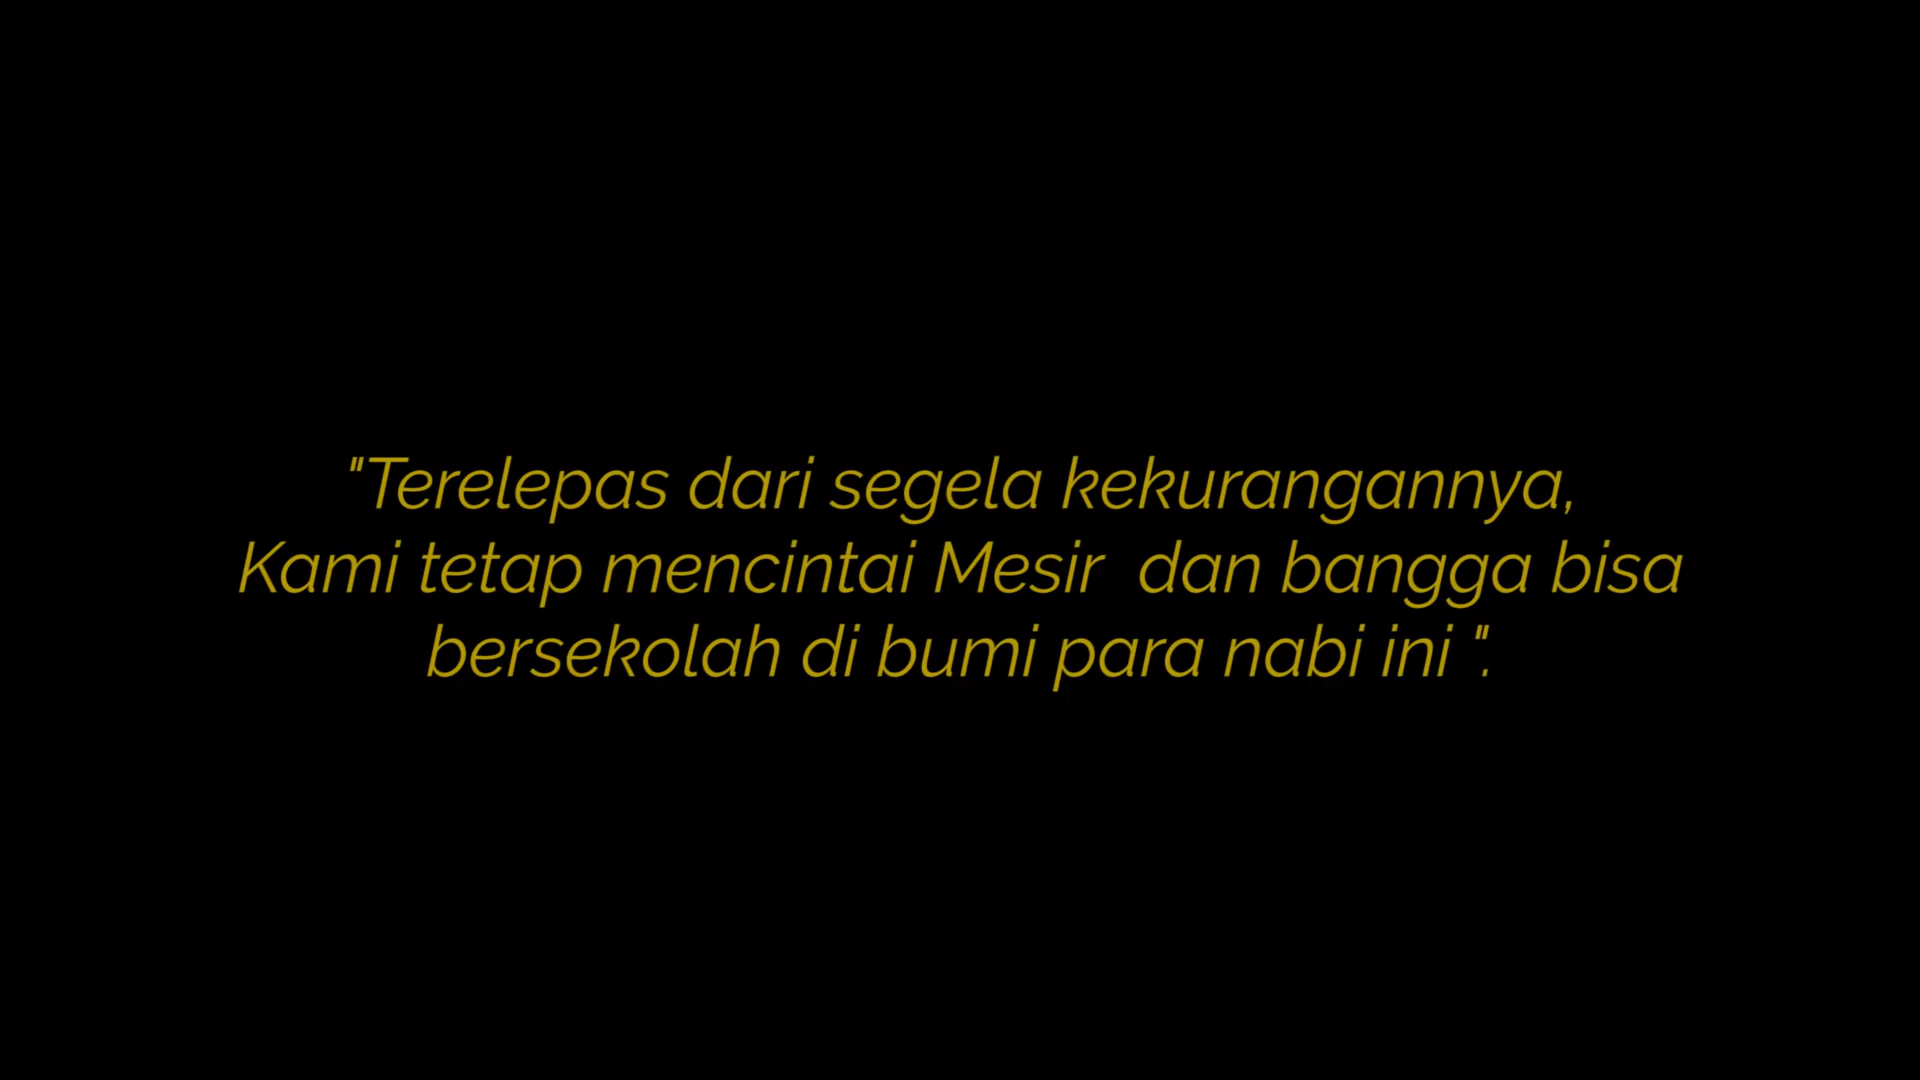 "Terelepas dari segela kekurangannya,
Kami tetap mencintai Mesir  dan bangga bisa
bersekolah di bumi para nabi ini ".